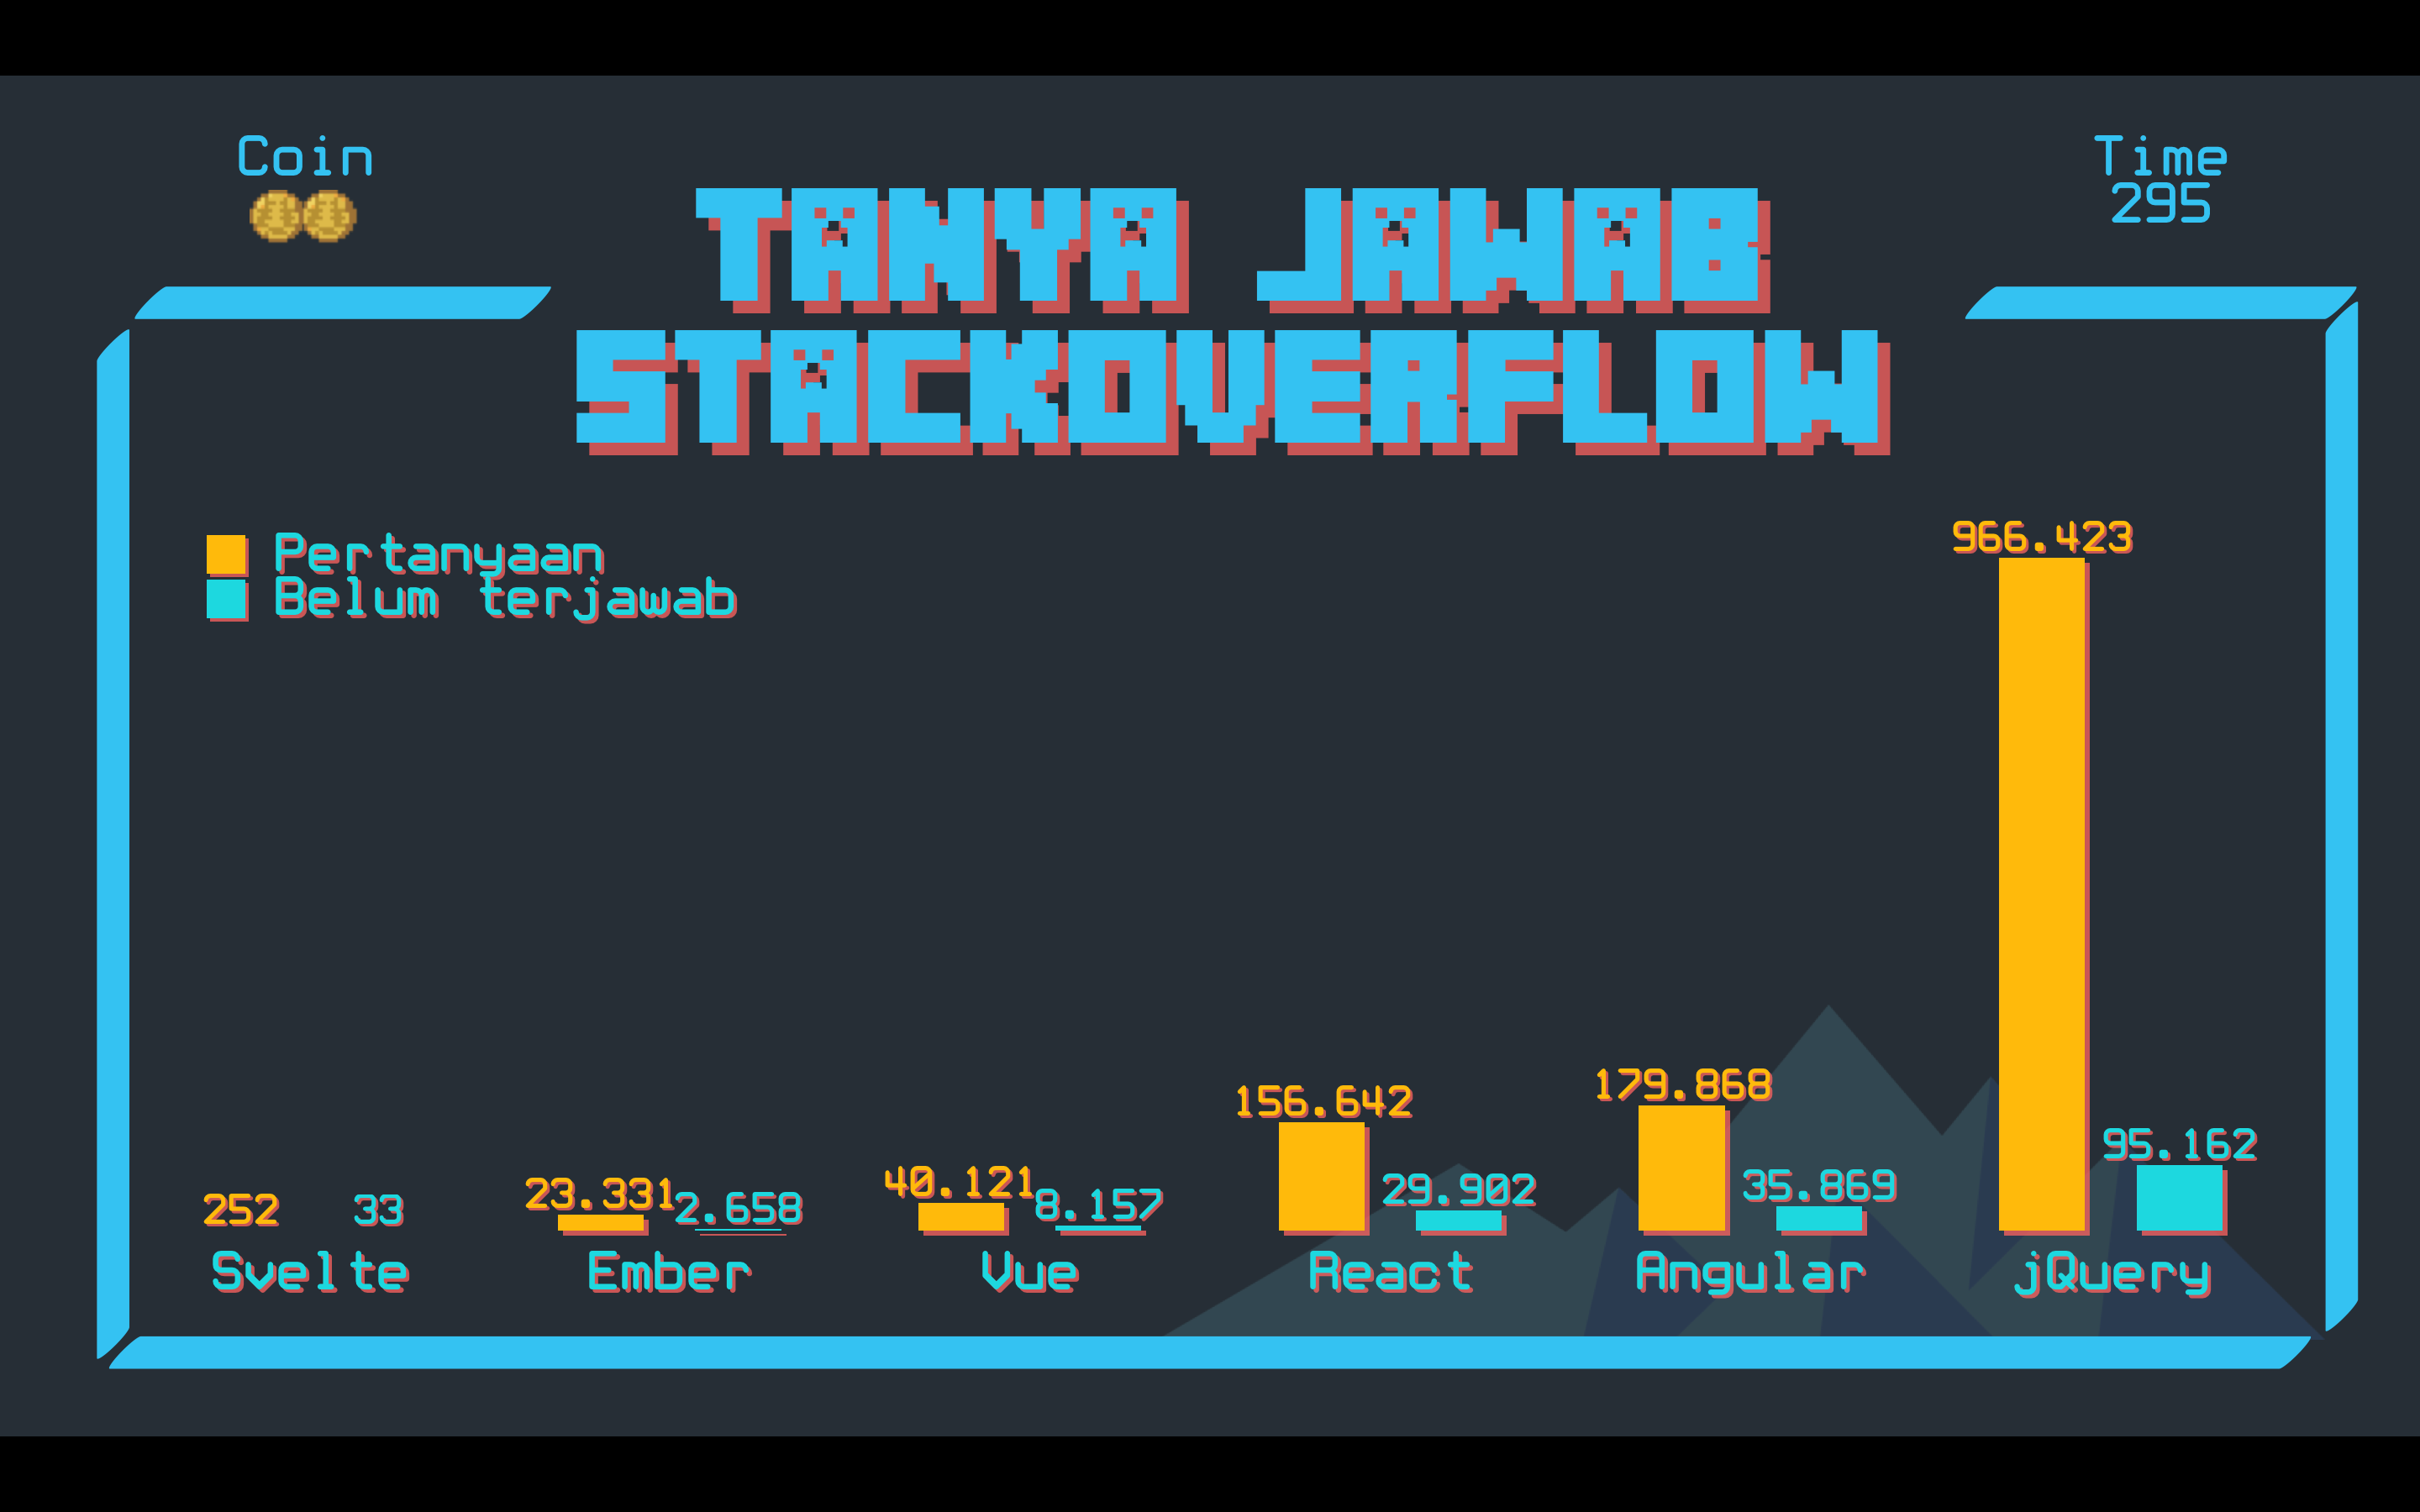 Coin
Time
295
TANYA JAWAB
STACKOVERFLOW
Pertanyaan
Belum terjawab
252 33
Svelte
23.331 2.658
Ember
40.121 8.157
Vue
156.642 29.902
React
179.868 35.869
Angular
966.423 95.162
jQuery